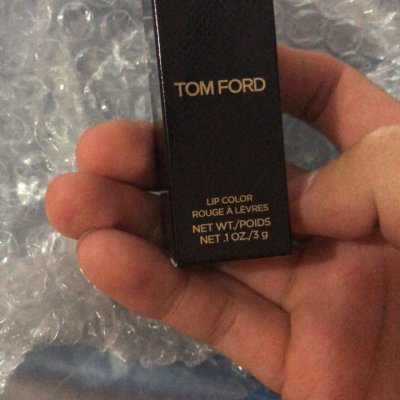 TOM FORD
LIP COLOR
ROUGE À LÈVRES
NET WT./POIDS
NET .1 OZ./3 g